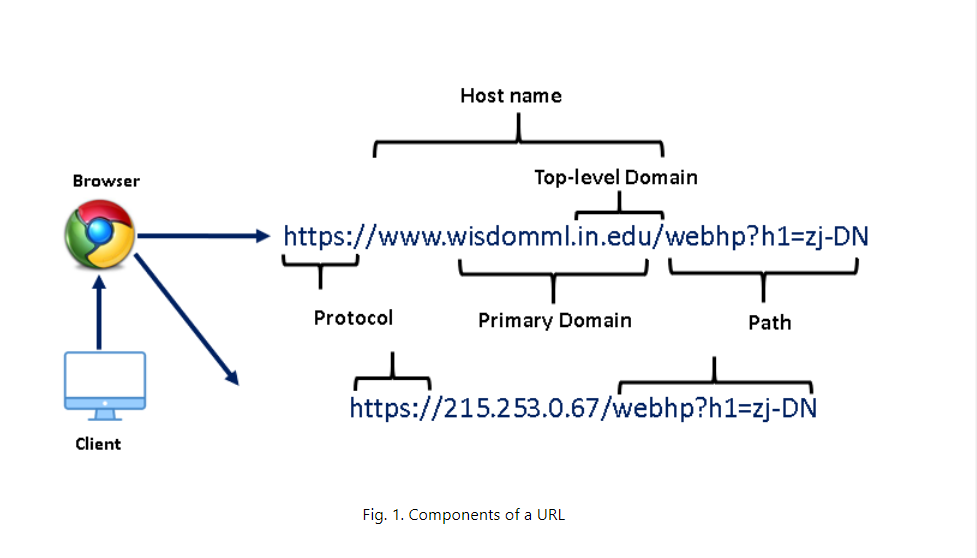 Host name
Top-level Domain
Browser
https://www.wisdomml.in.edu/webhp?h1=zj-DN
Protocol
Primary Domain
Path
https://215.253.0.67/webhp?h1=zj-DN
Client
Fig. 1. Components of a URL